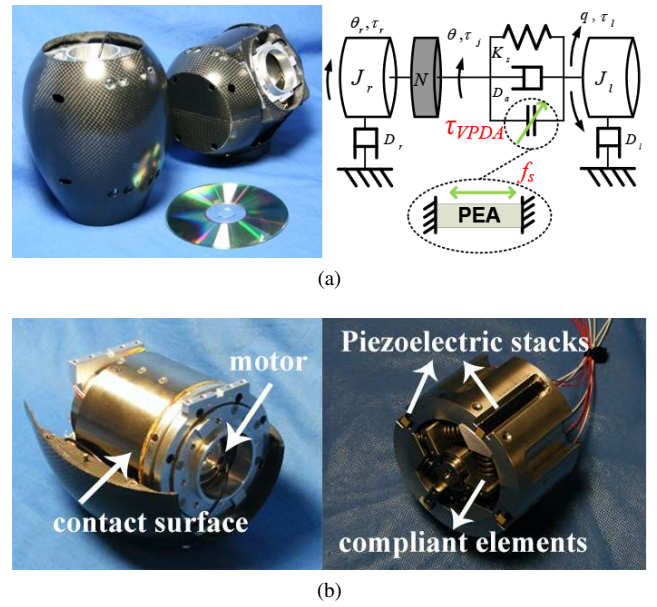 θr, τr
θ, τj
q, τl
Jr
N
Ks
Da
Jl
τVPDA
Dr
Dl
fs
PEA
(a)
motor
contact surface
Piezoelectric stacks
compliant elements
(b)